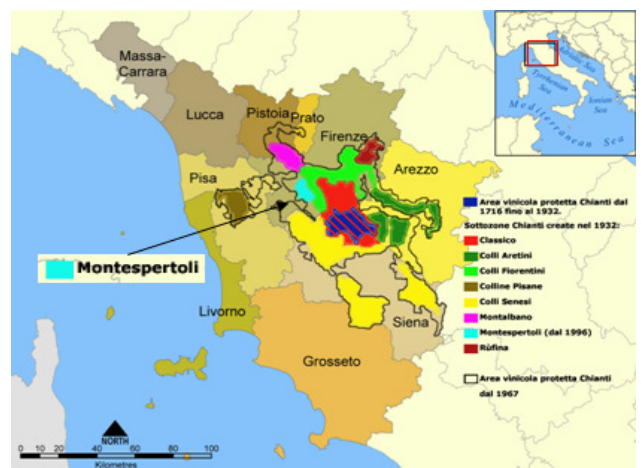 Massa-
Carrara
Lucca
Pistoia
Prato
Firenze
Arezzo
Pisa
Montespertoli
Livorno
Siena
Grosseto
Adriatic Sea
Tyrrhenian
Sea
Ionian
Sea
Mediterranean Sea
Area vinicola protetta Chianti dal
1716 fino al 1932.
Sottozone Chianti create nel 1932:
Classico
Colli Aretini
Colli Fiorentini
Colline Pisane
Colli Senesi
Montalbano
Montespertoli (dal 1996)
Rùfina
Area vinicola protetta Chianti
dal 1967
NORTH
0 10 20 40 60 80 100
Kilometres